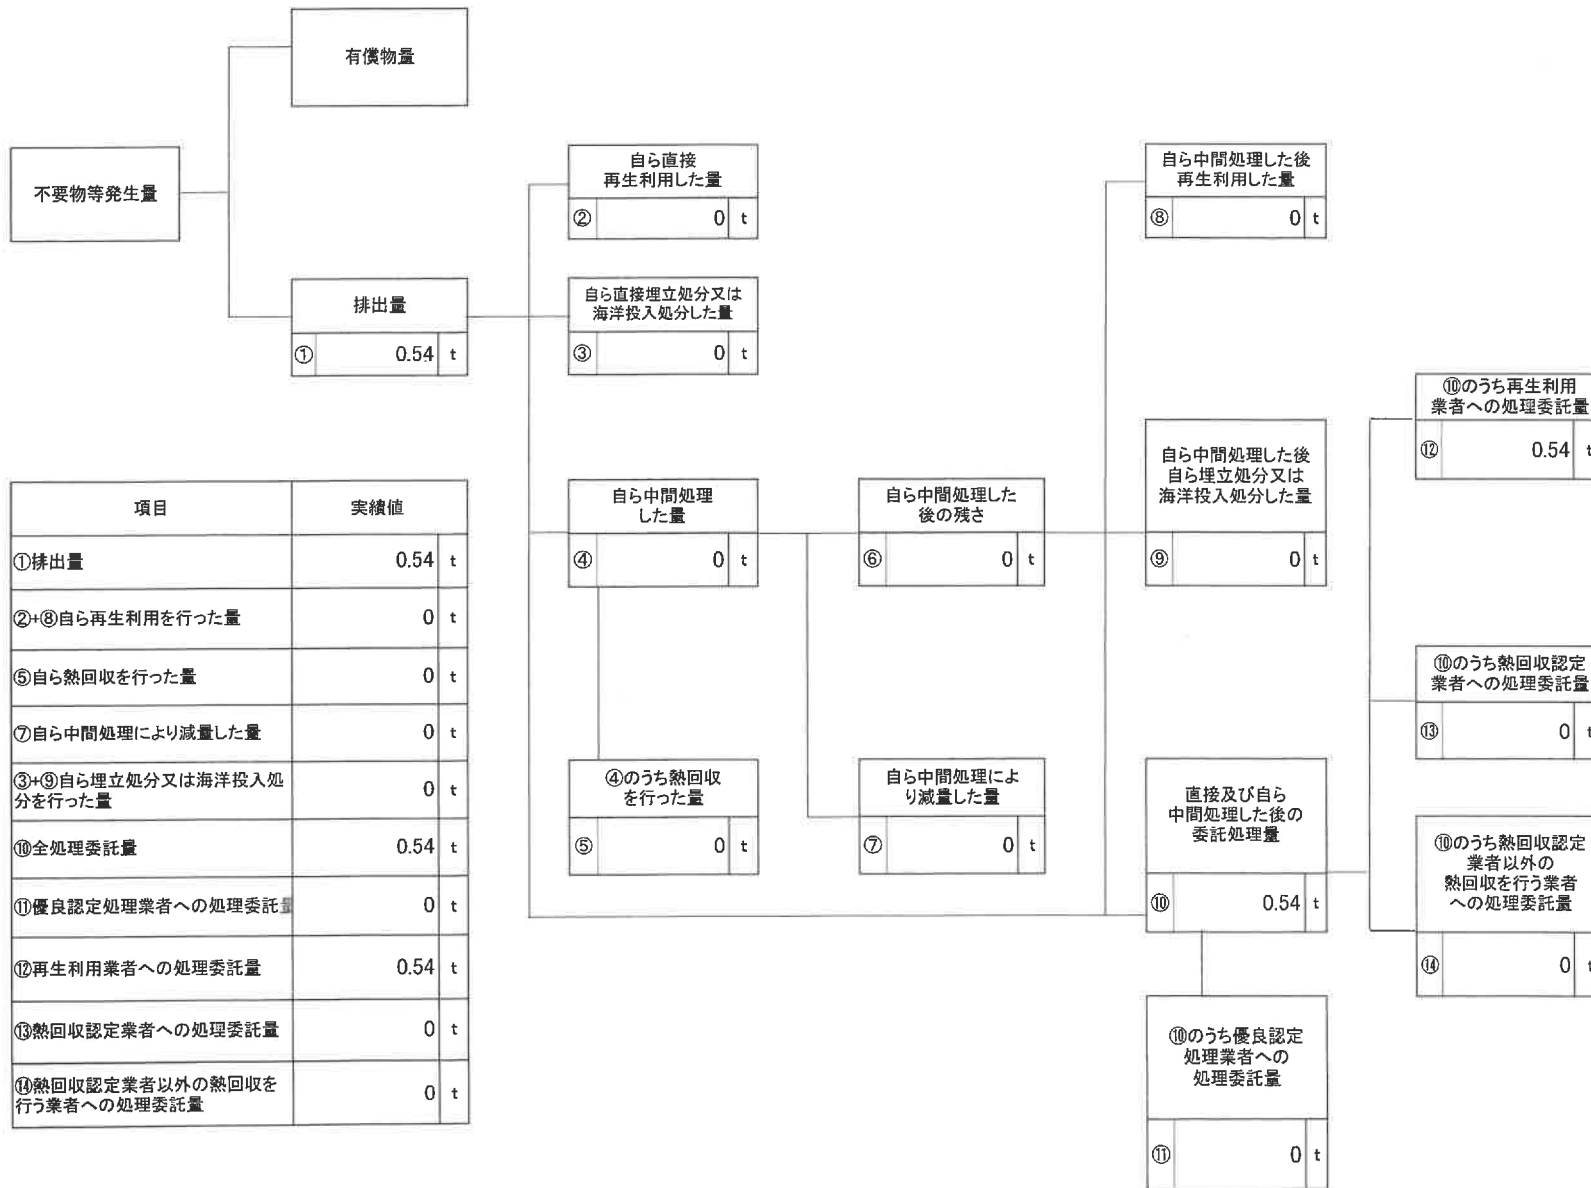 有償物量
不要物等発生量
排出量
① 0.54 t
自ら直接
再生利用した量
② 0 t
自ら直接埋立処分又は
海洋投入処分した量
③ 0 t
自ら中間処理
した量
④ 0 t
④のうち熱回収
を行った量
⑤ 0 t
自ら中間処理した
後の残さ
⑥ 0 t
自ら中間処理によ
り減量した量
⑦ 0 t
自ら中間処理した後
再生利用した量
⑧ 0 t
自ら中間処理した後
自ら埋立処分又は
海洋投入処分した量
⑨ 0 t
直接及び自ら
中間処理した後の
委託処理量
⑩ 0.54 t
⑩のうち優良認定
処理業者への
処理委託量
⑪ 0 t
⑩のうち再生利用
業者への処理委託量
⑫ 0.54 t
⑩のうち熱回収認定
業者への処理委託量
⑬ 0 t
⑩のうち熱回収認定
業者以外の
熱回収を行う業者
への処理委託量
⑭ 0 t
項目 実績値
①排出量 0.54 t
②+⑧自ら再生利用を行った量 0 t
⑤自ら熱回収を行った量 0 t
⑦自ら中間処理により減量した量 0 t
③+⑨自ら埋立処分又は海洋投入処
分を行った量 0 t
⑩全処理委託量 0.54 t
⑪優良認定処理業者への処理委託量 0 t
⑫再生利用業者への処理委託量 0.54 t
⑬熱回収認定業者への処理委託量 0 t
⑭熱回収認定業者以外の熱回収を
行う業者への処理委託量 0 t